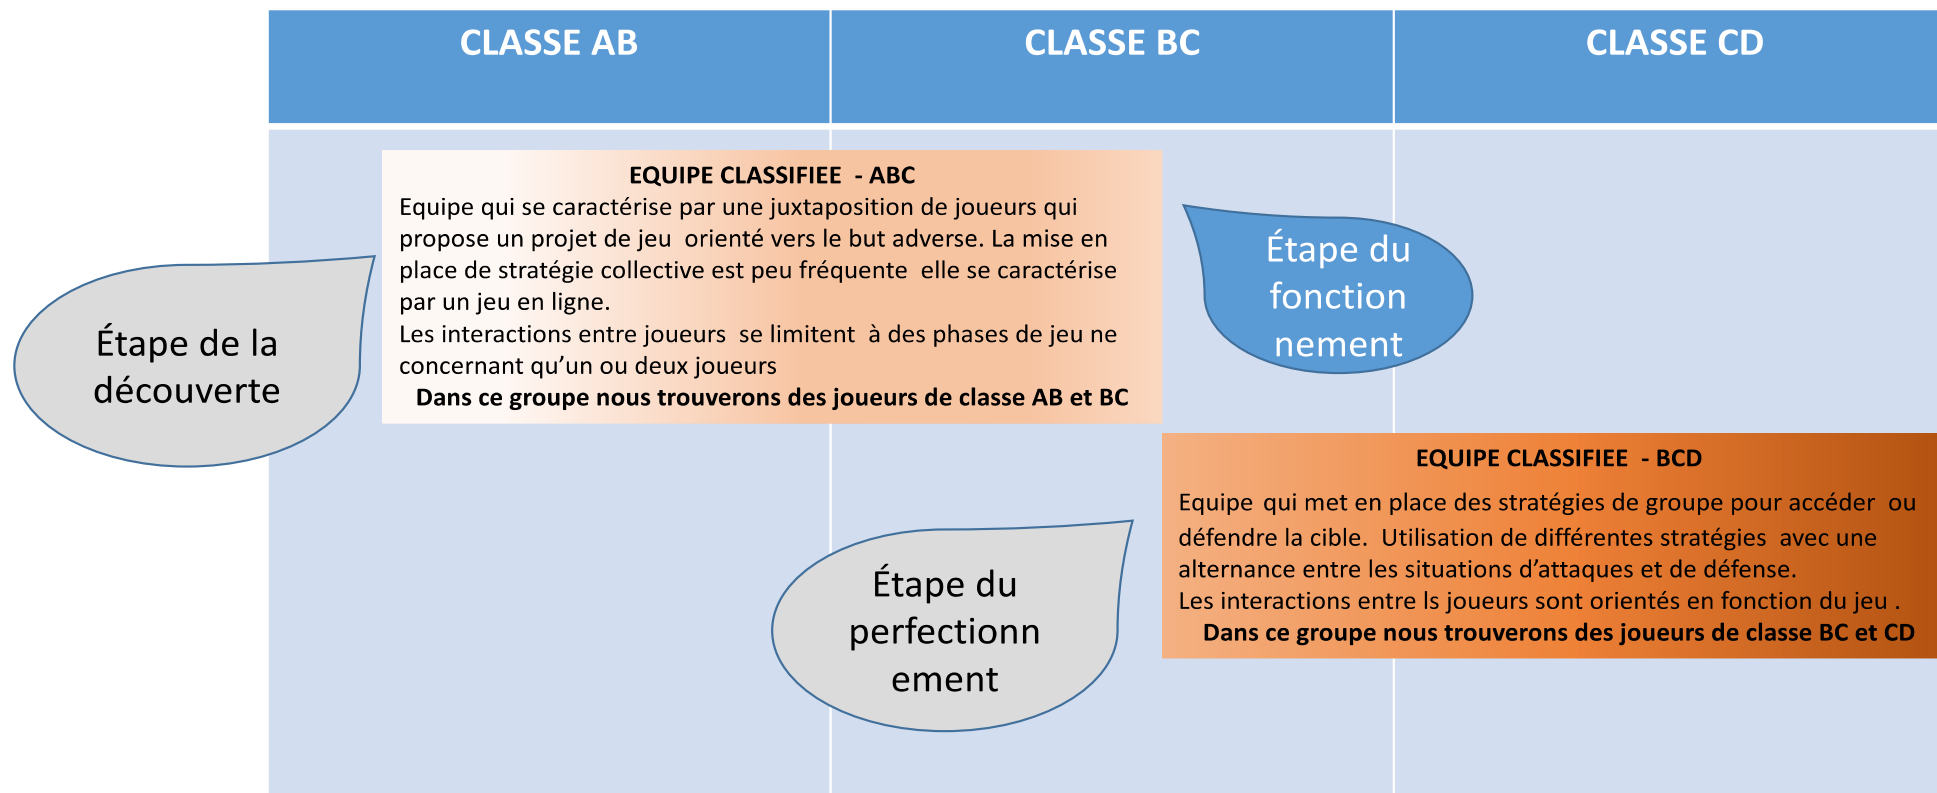 CLASSE AB
CLASSE BC
CLASSE CD
EQUIPE CLASSIFIEE - ABC
Equipe qui se caractérise par une juxtaposition de joueurs qui
propose un projet de jeu orienté vers le but adverse. La mise en
place de stratégie collective est peu fréquente elle se caractérise
par un jeu en ligne.
Les interactions entre joueurs se limitent à des phases de jeu ne
concernant qu’un ou deux joueurs
Dans ce groupe nous trouverons des joueurs de classe AB et BC
Étape du
fonction
nement
Étape de la
découverte
EQUIPE CLASSIFIEE - BCD
Equipe qui met en place des stratégies de groupe pour accéder ou
défendre la cible. Utilisation de différentes stratégies avec une
alternance entre les situations d’attaques et de défense.
Les interactions entre ls joueurs sont orientés en fonction du jeu .
Dans ce groupe nous trouverons des joueurs de classe BC et CD
Étape du
perfectionn
ement